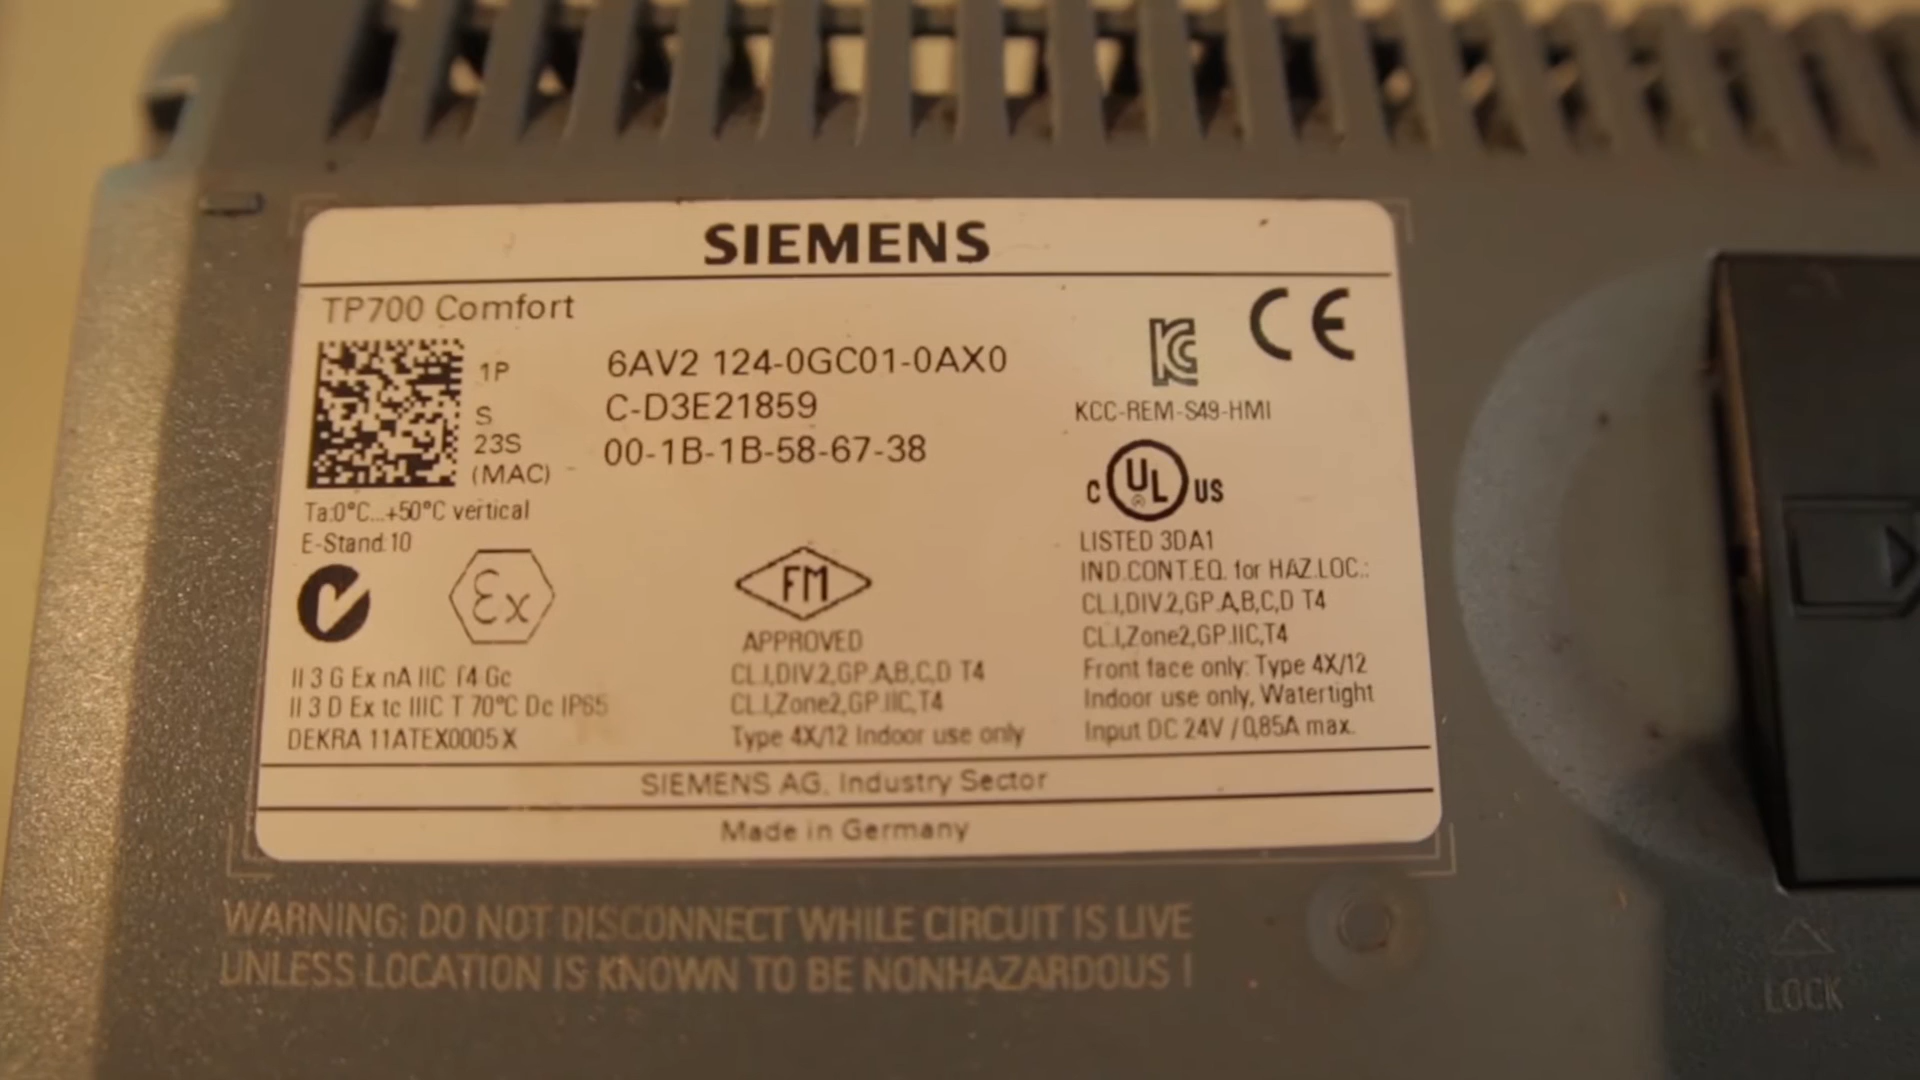 SIEMENS
TP700 Comfort
1P 6AV2 124-0GC01-0AX0
S C-D3E21859
23S 00-1B-1B-58-67-38
(MAC)
CE
KCC-REM-S49-HMI
Ta:0°C...+50°C vertical
E-Stand:10
Ex
II 3 G Ex nA IIC T4 Gc
II 3 D Ex tc IIIC T 70°C Dc IP65
DEKRA 11ATEX0005 X
FM
APPROVED
CL.I,DIV.2,GP.A,B,C,D T4
CL.I,Zone2,GP.IIC,T4
Type 4X/12 Indoor use only
C UL US
LISTED 3DA1
IND.CONT.EQ. for HAZ.LOC.:
CL.I,DIV.2,GP.A,B,C,D T4
CL.I,Zone2,GP.IIC,T4
Front face only: Type 4X/12
Indoor use only, Watertight
Input DC 24V / 0,85A max.
SIEMENS AG, Industry Sector
Made in Germany
WARNING: DO NOT DISCONNECT WHILE CIRCUIT IS LIVE
UNLESS LOCATION IS KNOWN TO BE NONHAZARDOUS !
LOCK